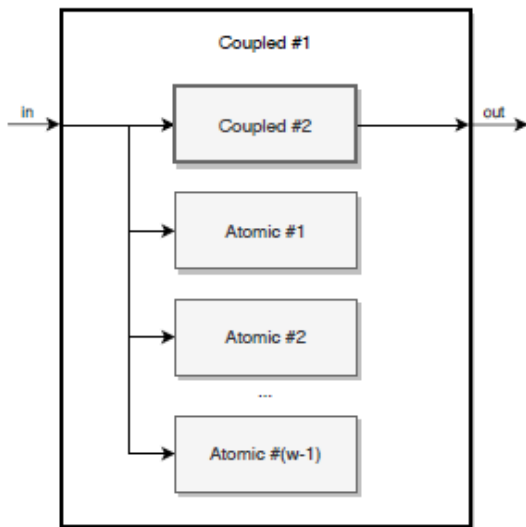 Coupled #1
in
Coupled #2
out
Atomic #1
Atomic #2
...
Atomic #(w-1)